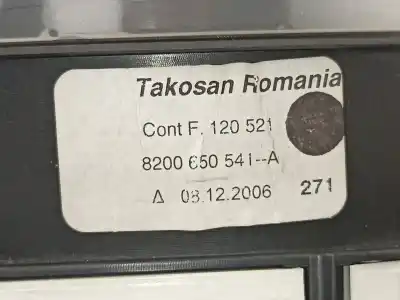 Takosan Romania
Cont F. 120 521
8200 650 541--A
Δ 08.12.2006 271